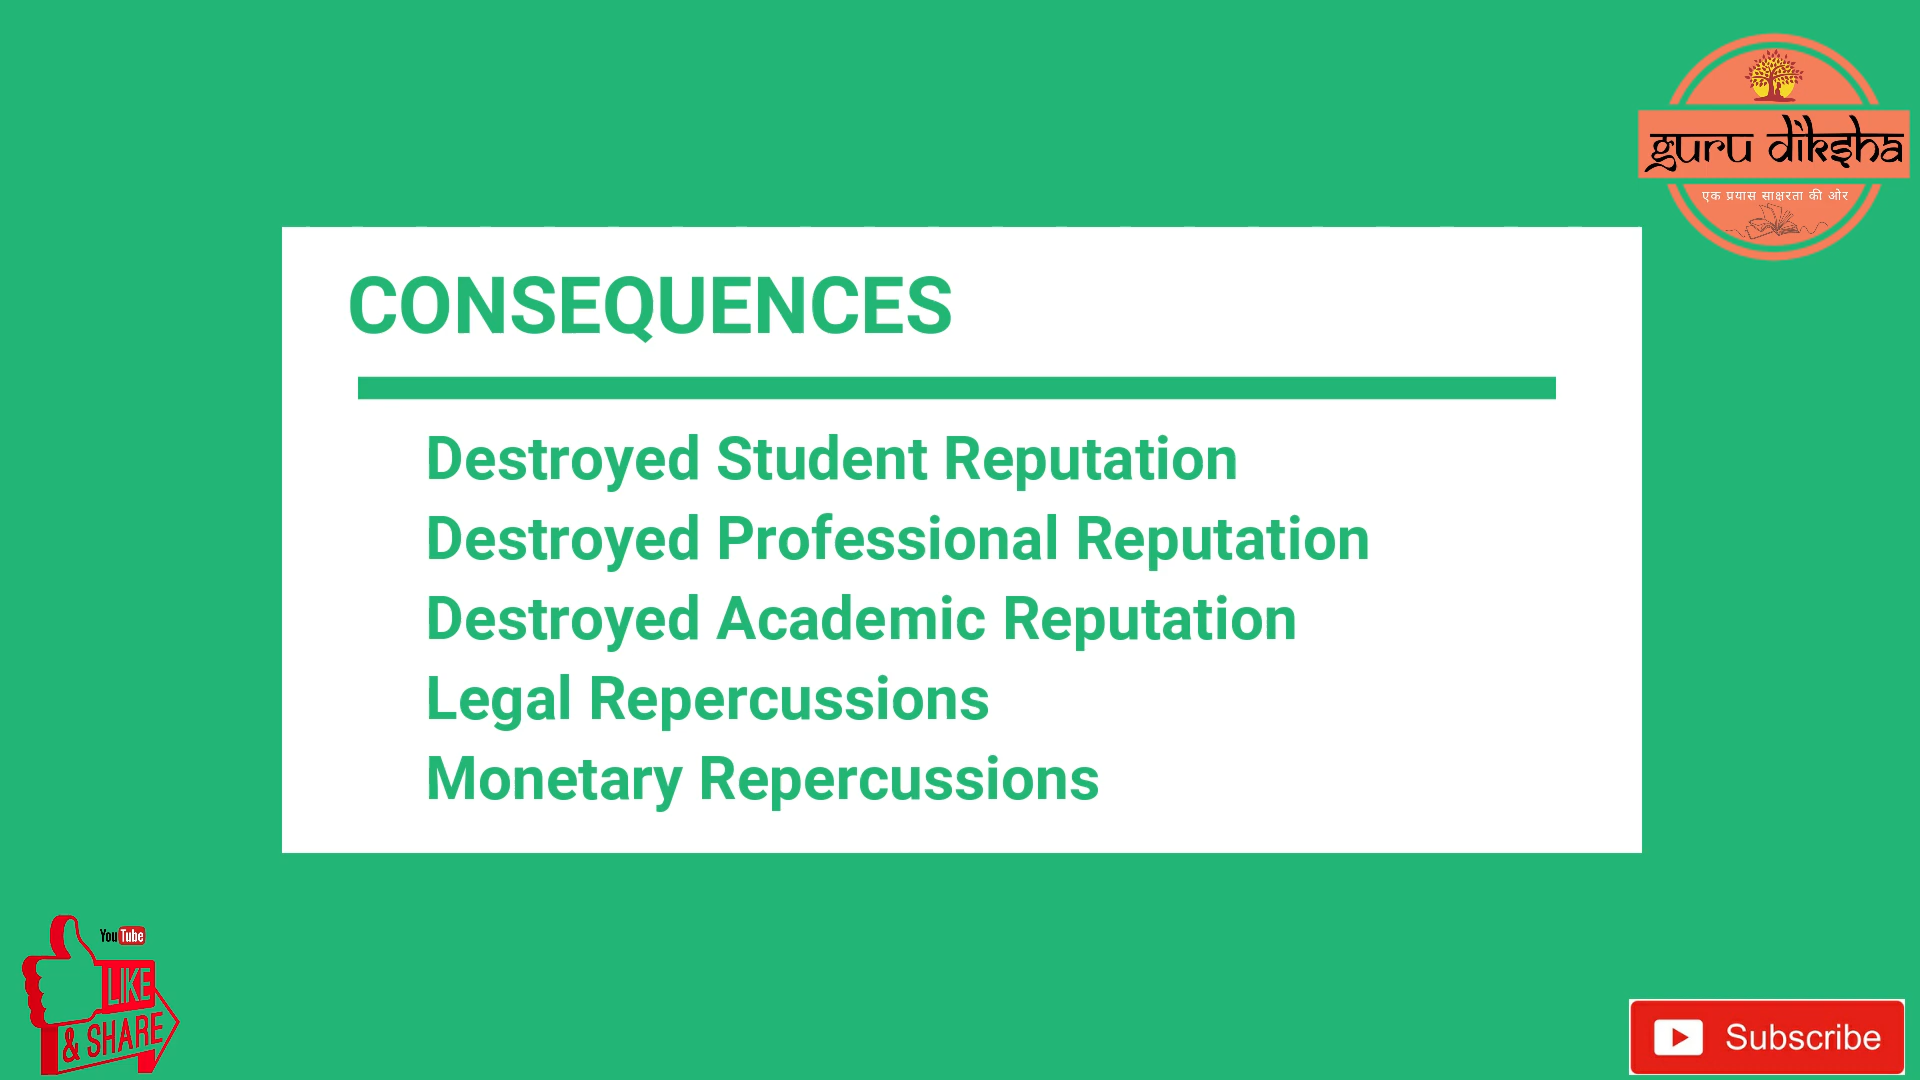 guru diksha
एक प्रयास साक्षरता की ओर
CONSEQUENCES
Destroyed Student Reputation
Destroyed Professional Reputation
Destroyed Academic Reputation
Legal Repercussions
Monetary Repercussions
YouTube
LIKE
& SHARE
Subscribe